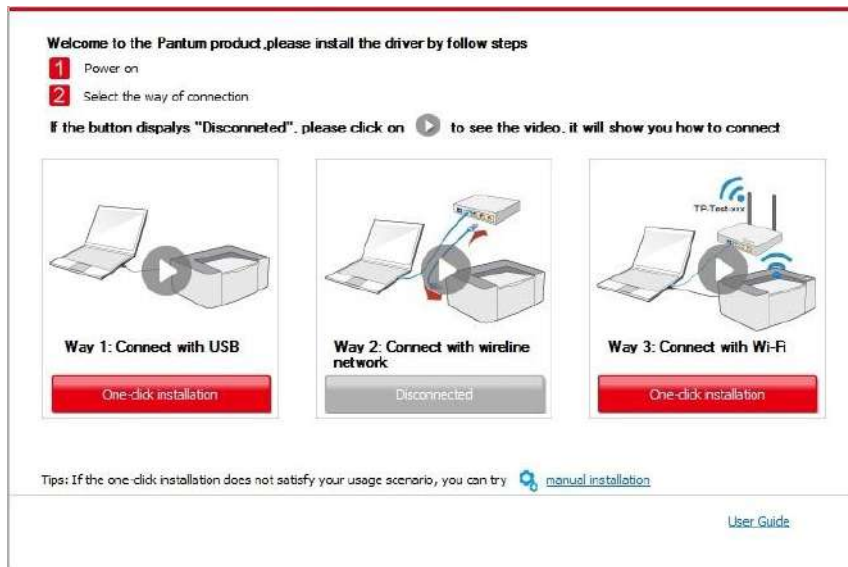 Welcome to the Pantum product,please install the driver by follow steps
1 Power on
2 Select the way of connection
If the button dispalys "Disconneted", please click on to see the video, it will show you how to connect
TP-Test-xxx
Way 1: Connect with USB
One-click installation
Way 2: Connect with wireline
network
Disconnected
Way 3: Connect with Wi-Fi
One-click installation
Tips: If the one-click installation does not satisfy your usage scenario, you can try manual installation
User Guide